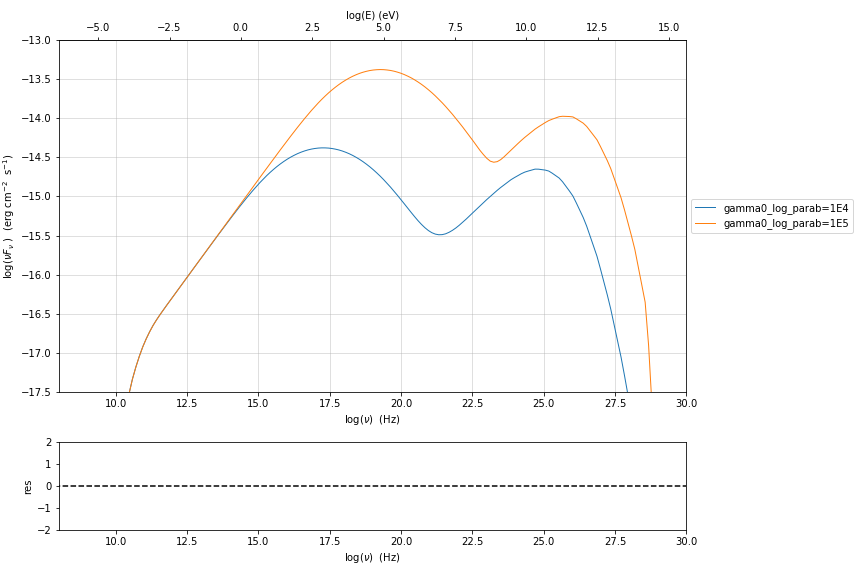 log(E) (eV)
−5.0 −2.5 0.0 2.5 5.0 7.5 10.0 12.5 15.0
−13.0
−13.5
−14.0
−14.5
−15.0
−15.5
−16.0
−16.5
−17.0
−17.5
log(νFν ) (erg cm⁻² s⁻¹)
gamma0_log_parab=1E4
gamma0_log_parab=1E5
10.0 12.5 15.0 17.5 20.0 22.5 25.0 27.5 30.0
log(ν) (Hz)
2
1
0
−1
−2
res
10.0 12.5 15.0 17.5 20.0 22.5 25.0 27.5 30.0
log(ν) (Hz)